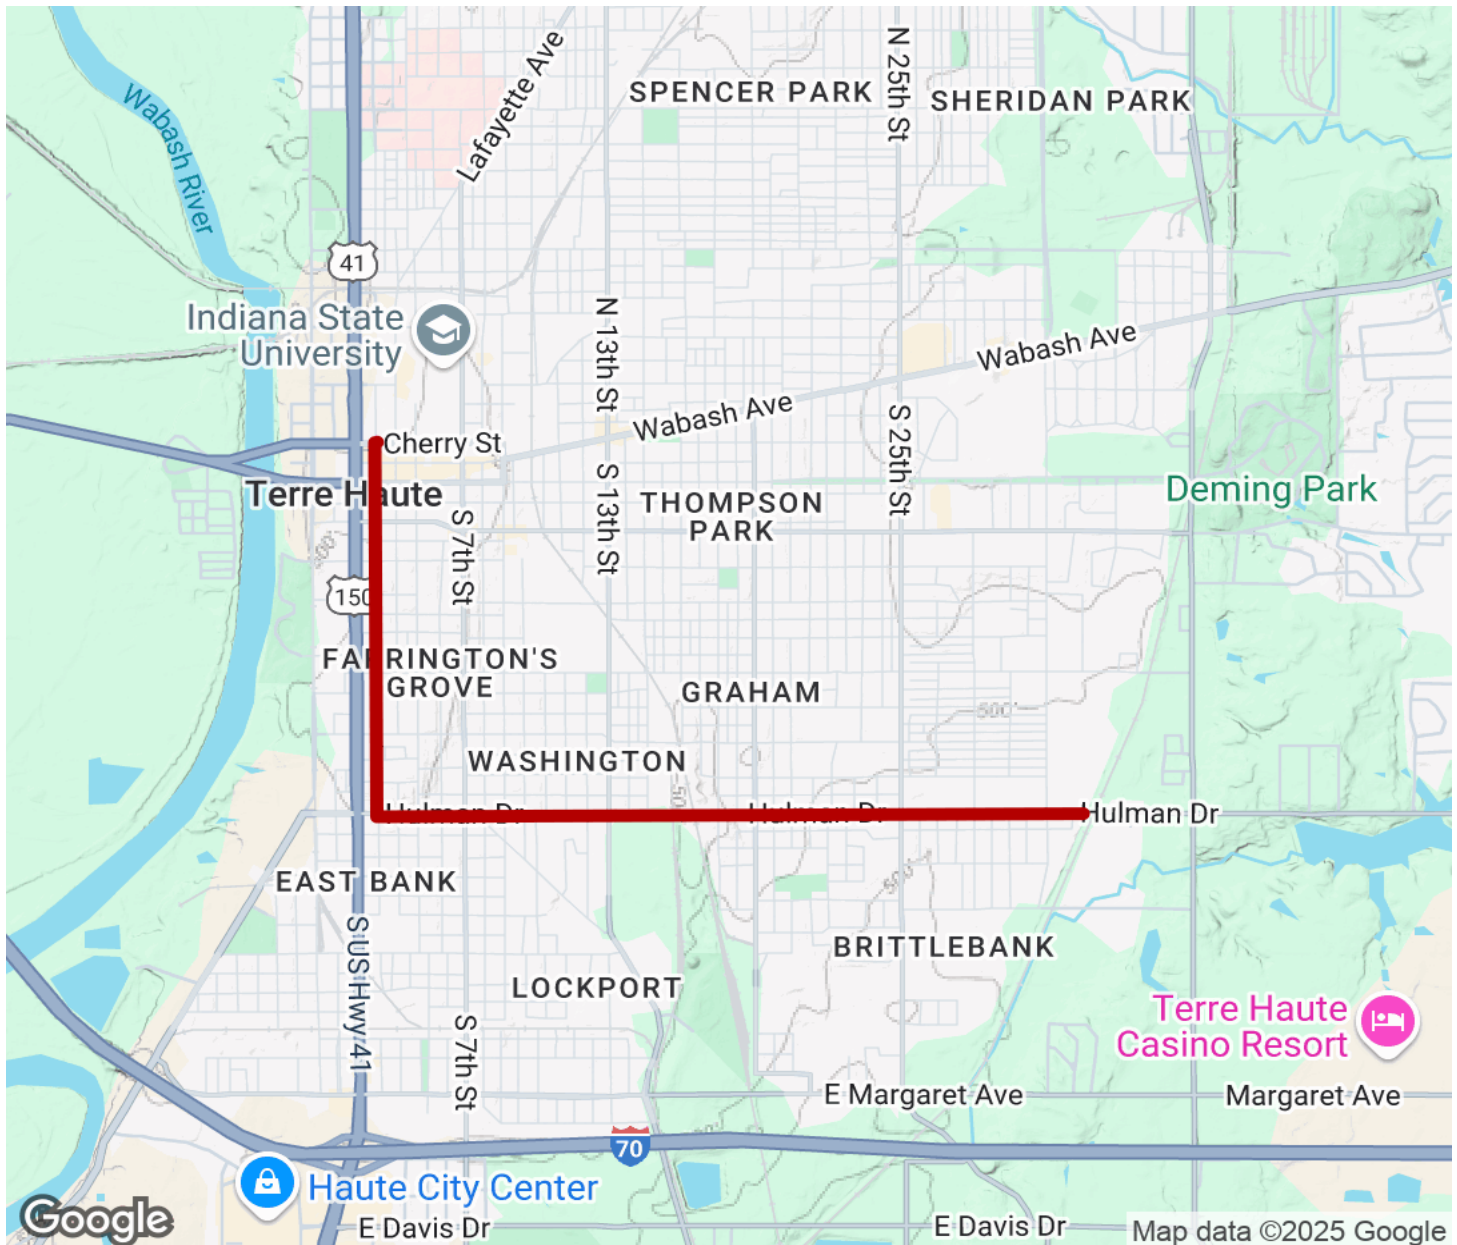 Lafayette Ave
N 25th St
SPENCER PARK
SHERIDAN PARK
Wabash River
41
Indiana State
University
N 13th St
Wabash Ave
Wabash Ave
Cherry St
S 25th St
Terre Haute
S 13th St
THOMPSON
PARK
Deming Park
S 7th St
500'
150
FARRINGTON'S
GROVE
GRAHAM
500'
WASHINGTON
Hulman Dr
Hulman Dr
Hulman Dr
EAST BANK
500'
S US Hwy 41
BRITTLEBANK
LOCKPORT
Terre Haute
Casino Resort
S 7th St
E Margaret Ave
Margaret Ave
70
Haute City Center
Google
E Davis Dr
E Davis Dr
Map data ©2025 Google